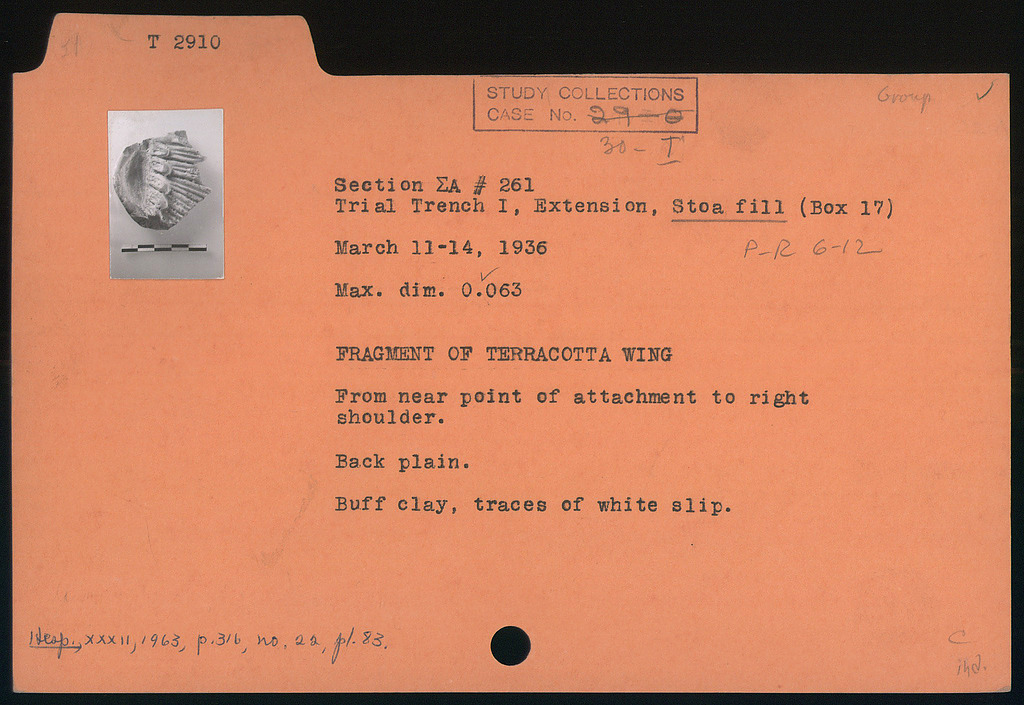 T 2910
STUDY COLLECTIONS
CASE No. 29-0
30-I
Group ✓
Section ΣΑ # 261
Trial Trench I, Extension, Stoa fill (Box 17)
March 11-14, 1936
P-R 6-12
Max. dim. 0.063
FRAGMENT OF TERRACOTTA WING
From near point of attachment to right
shoulder.
Back plain.
Buff clay, traces of white slip.
Hesp., XXXII, 1963, p.316, no. 22, pl. 83.
C